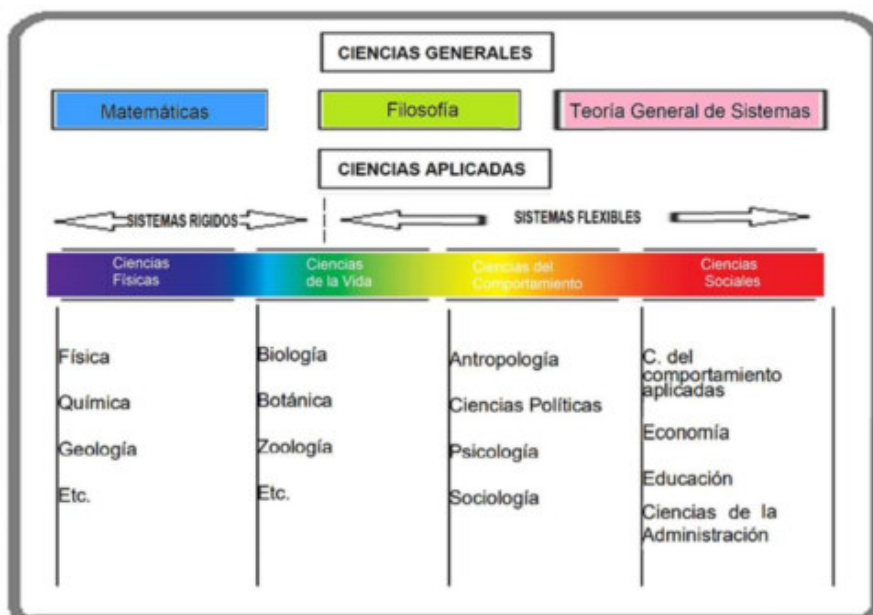 CIENCIAS GENERALES
Matemáticas
Filosofía
Teoría General de Sistemas
CIENCIAS APLICADAS
SISTEMAS RIGIDOS
SISTEMAS FLEXIBLES
Ciencias
Físicas
Ciencias
de la Vida
Ciencias del
Comportamiento
Ciencias
Sociales
Física
Química
Geología
Etc.
Biología
Botánica
Zoología
Etc.
Antropología
Ciencias Políticas
Psicología
Sociología
C. del
comportamiento
aplicadas
Economía
Educación
Ciencias de la
Administración